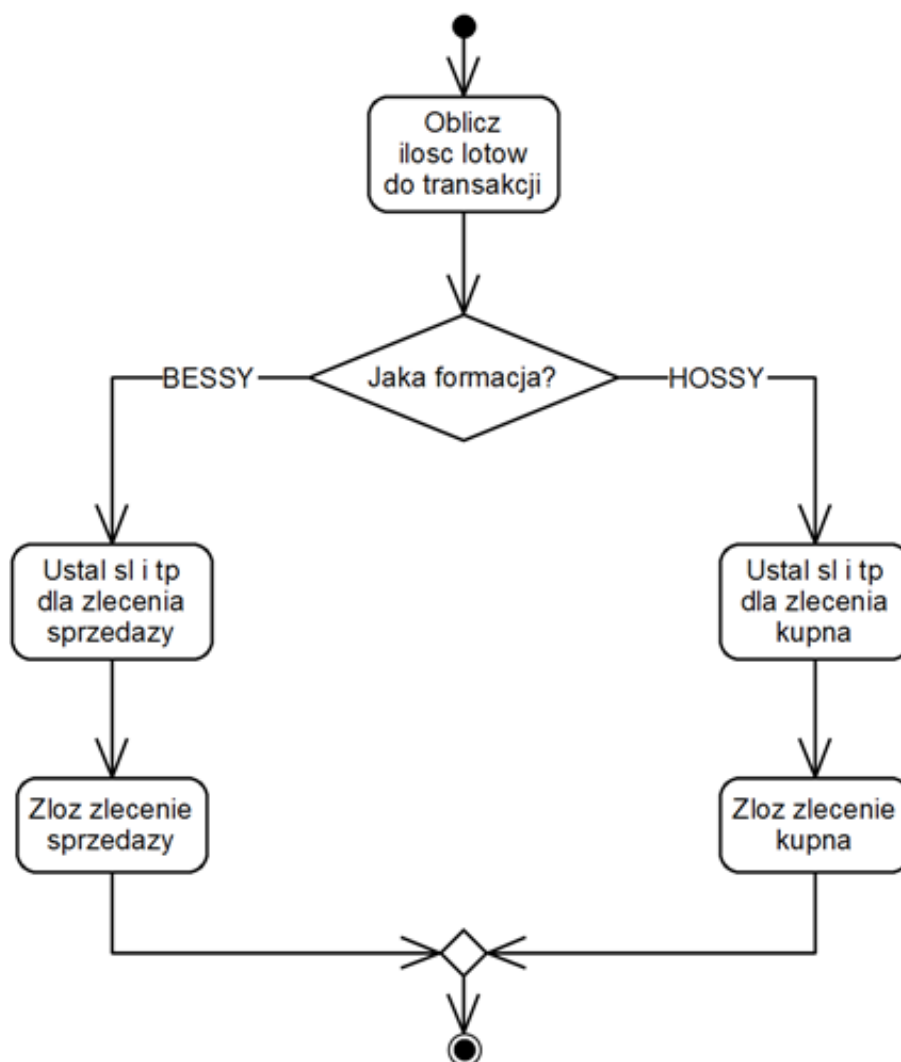 Oblicz
ilosc lotow
do transakcji
Jaka formacja?
BESSY
HOSSY
Ustal sl i tp
dla zlecenia
sprzedazy
Ustal sl i tp
dla zlecenia
kupna
Zloz zlecenie
sprzedazy
Zloz zlecenie
kupna